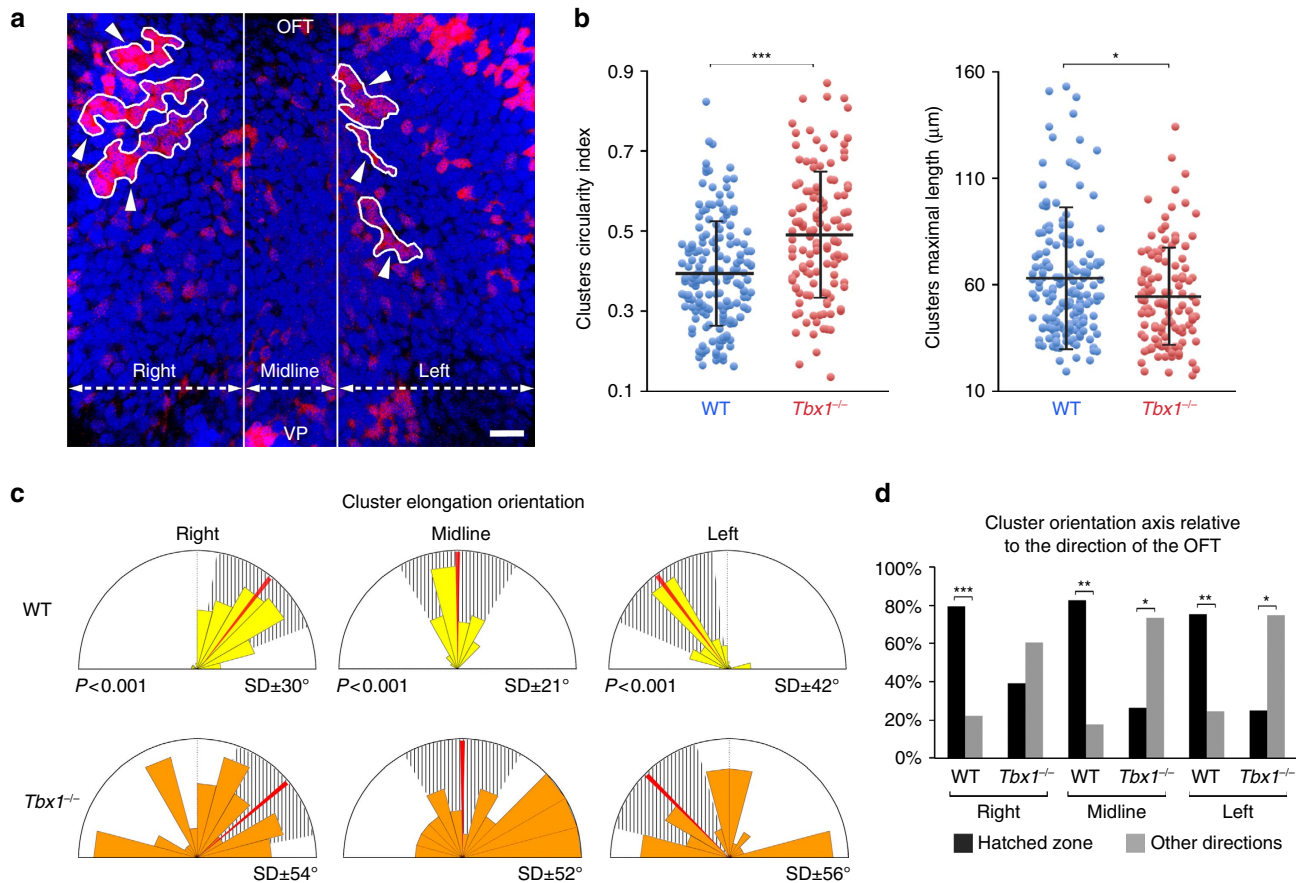 a
OFT
Right Midline Left
VP
b
***
Clusters circularity index
0.9
0.7
0.5
0.3
0.1
WT Tbx1–/–
*
Clusters maximal length (μm)
160
110
60
10
WT Tbx1–/–
c
Cluster elongation orientation
Right Midline Left
WT
P<0.001 SD±30° P<0.001 SD±21° P<0.001 SD±42°
Tbx1–/–
SD±54° SD±52° SD±56°
d
Cluster orientation axis relative
to the direction of the OFT
100%
80%
60%
40%
20%
0%
*** ** * ** *
WT Tbx1–/– WT Tbx1–/– WT Tbx1–/–
Right Midline Left
Hatched zone Other directions